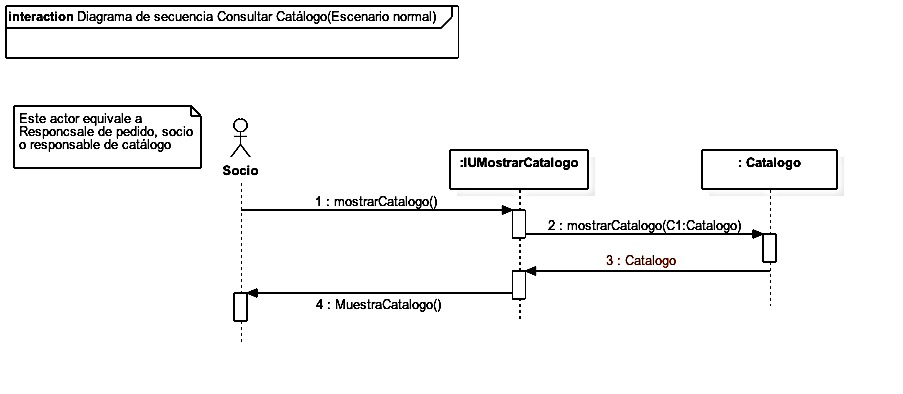 interaction Diagrama de secuencia Consultar Catálogo(Escenario normal)
Este actor equivale a
Responcsale de pedido, socio
o responsable de catálogo
Socio
:IUMostrarCatalogo
: Catalogo
1 : mostrarCatalogo()
2 : mostrarCatalogo(C1:Catalogo)
3 : Catalogo
4 : MuestraCatalogo()